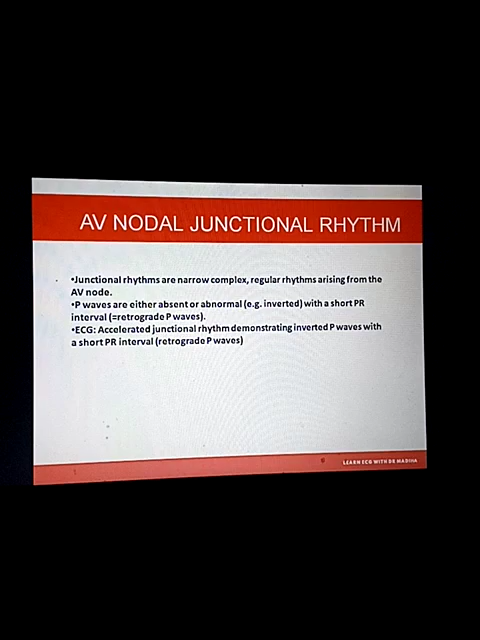 AV NODAL JUNCTIONAL RHYTHM
•Junctional rhythms are narrow complex, regular rhythms arising from the
AV node.
•P waves are either absent or abnormal (e.g. inverted) with a short PR
interval (=retrograde P waves).
•ECG: Accelerated junctional rhythm demonstrating inverted P waves with
a short PR interval (retrograde P waves)
LEARN ECG WITH DR MADIHA